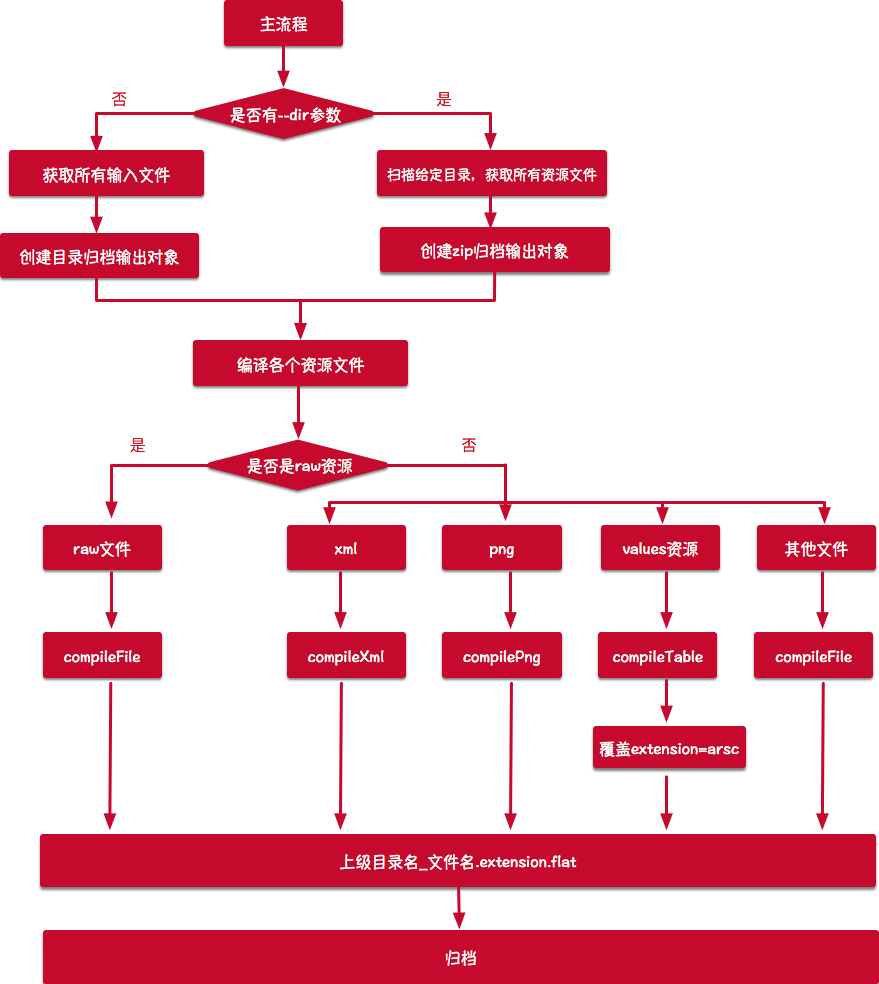 主流程
否
是
是否有--dir参数
获取所有输入文件
扫描给定目录，获取所有资源文件
创建目录归档输出对象
创建zip归档输出对象
编译各个资源文件
是
否
是否是raw资源
raw文件
xml
png
values资源
其他文件
compileFile
compileXml
compilePng
compileTable
compileFile
覆盖extension=arsc
上级目录名_文件名.extension.flat
归档